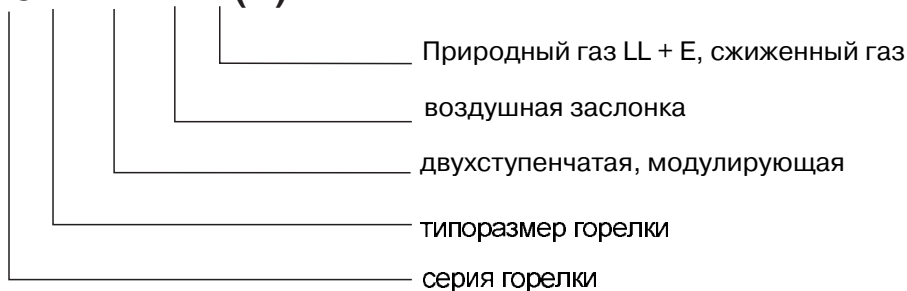 Природный газ LL + E, сжиженный газ
воздушная заслонка
двухступенчатая, модулирующая
типоразмер горелки
серия горелки